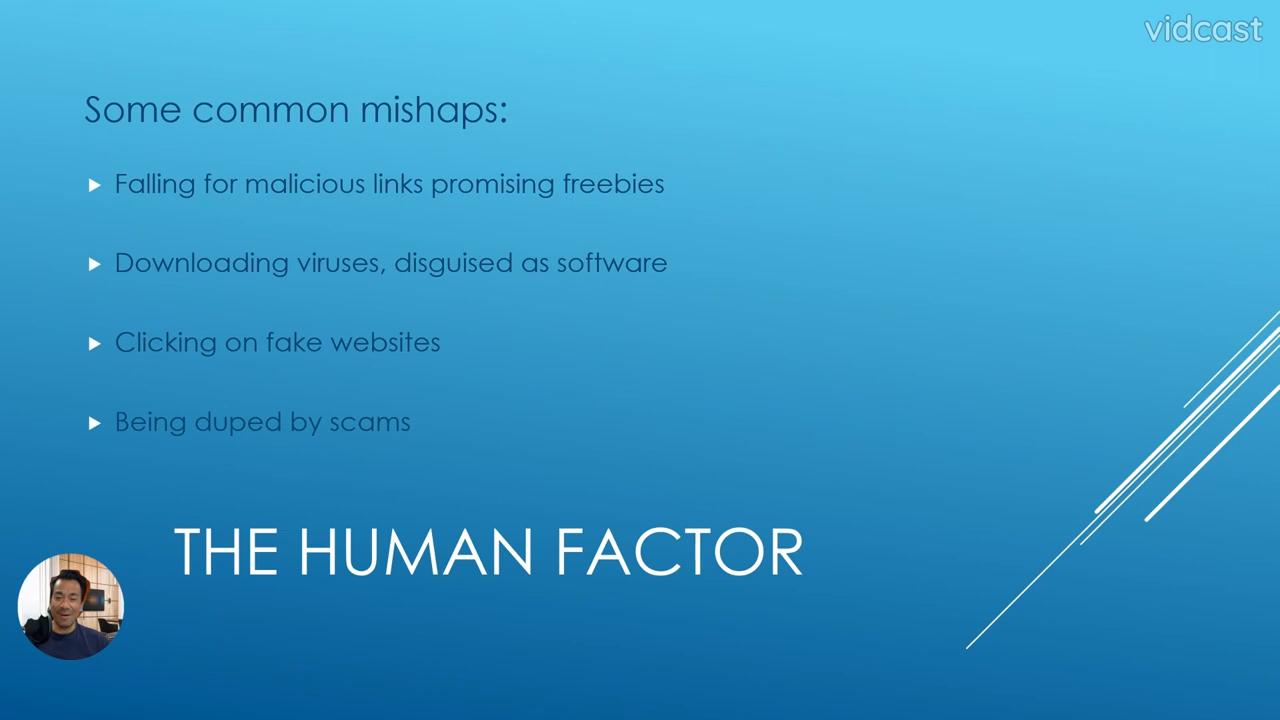 vidcast
Some common mishaps:
Falling for malicious links promising freebies
Downloading viruses, disguised as software
Clicking on fake websites
Being duped by scams
THE HUMAN FACTOR